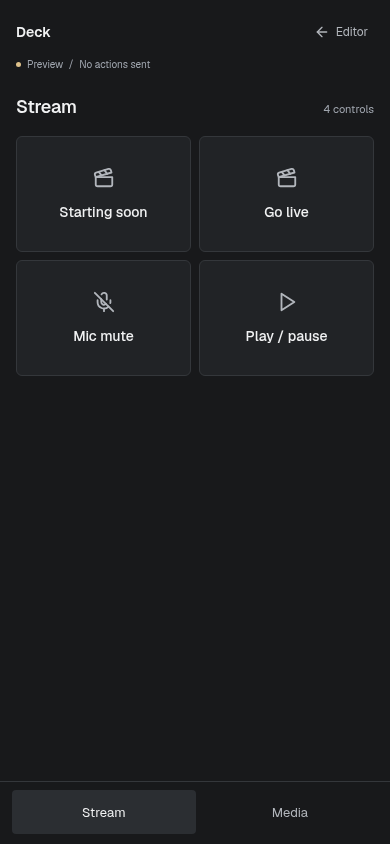 Deck
Editor
Preview / No actions sent
Stream
4 controls
Starting soon
Go live
Mic mute
Play / pause
Stream
Media